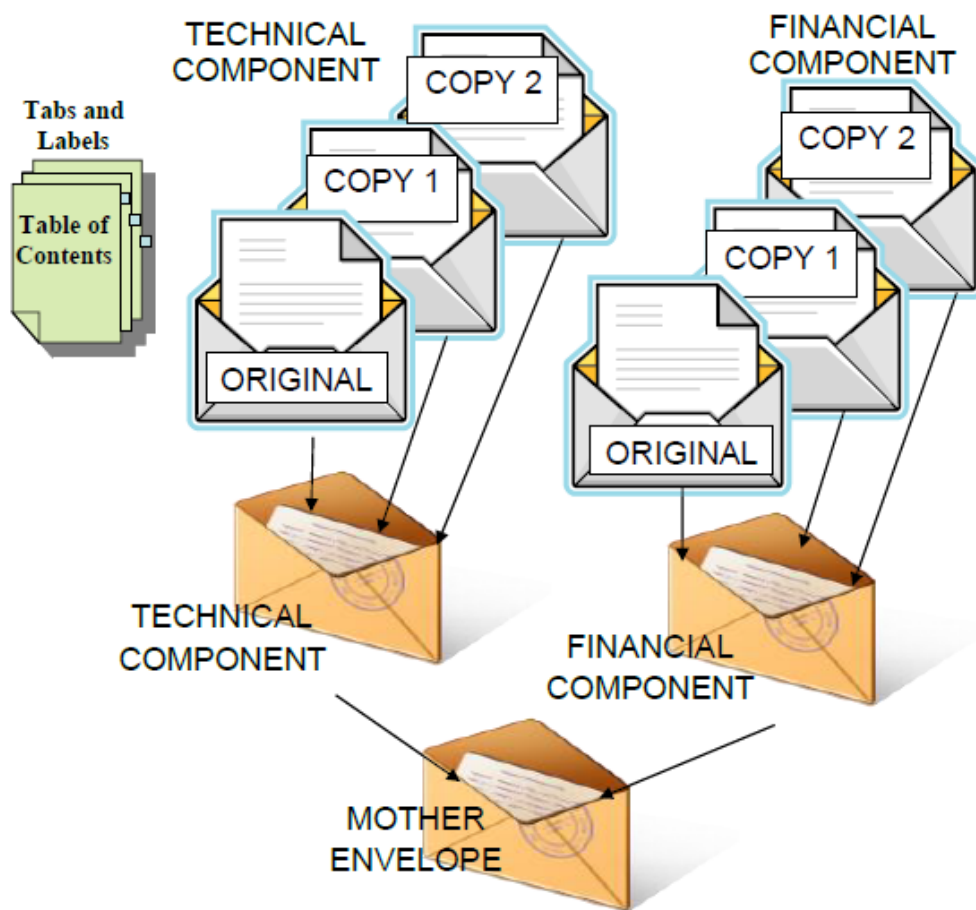 TECHNICAL
COMPONENT
COPY 2
COPY 1
ORIGINAL
FINANCIAL
COMPONENT
COPY 2
COPY 1
ORIGINAL
Tabs and
Labels
Table of
Contents
TECHNICAL
COMPONENT
FINANCIAL
COMPONENT
MOTHER
ENVELOPE